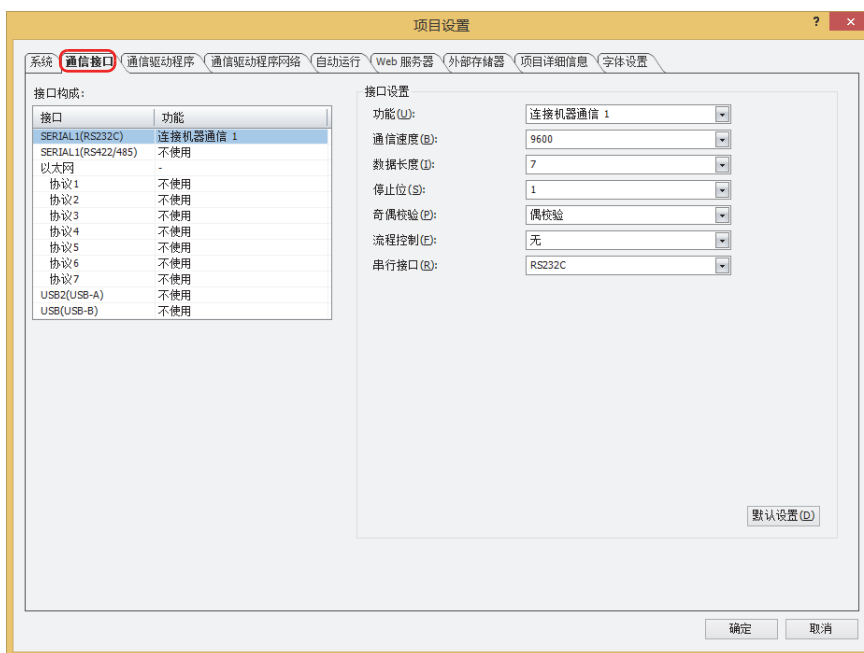 项目设置
? ×
系统 通信接口 通信驱动程序 通信驱动程序网络 自动运行 Web 服务器 外部存储器 项目详细信息 字体设置
接口构成:
接口 功能
SERIAL1(RS232C) 连接机器通信 1
SERIAL1(RS422/485) 不使用
以太网 -
协议1 不使用
协议2 不使用
协议3 不使用
协议4 不使用
协议5 不使用
协议6 不使用
协议7 不使用
USB2(USB-A) 不使用
USB(USB-B) 不使用
接口设置
功能(U): 连接机器通信 1
通信速度(B): 9600
数据长度(I): 7
停止位(S): 1
奇偶校验(P): 偶校验
流程控制(F): 无
串行接口(R): RS232C
默认设置(D)
确定 取消